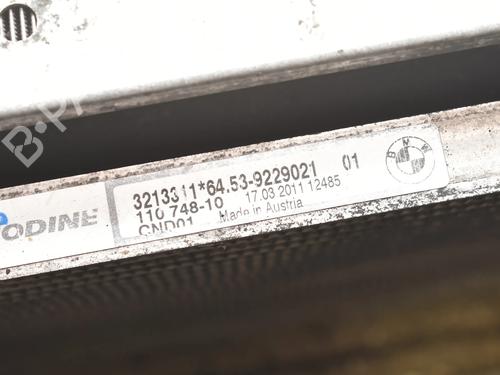 3213311*64.53-9229021 01
110 748-10 17.03.2011 12485
CND01 Made in Austria
ODINE
BMW